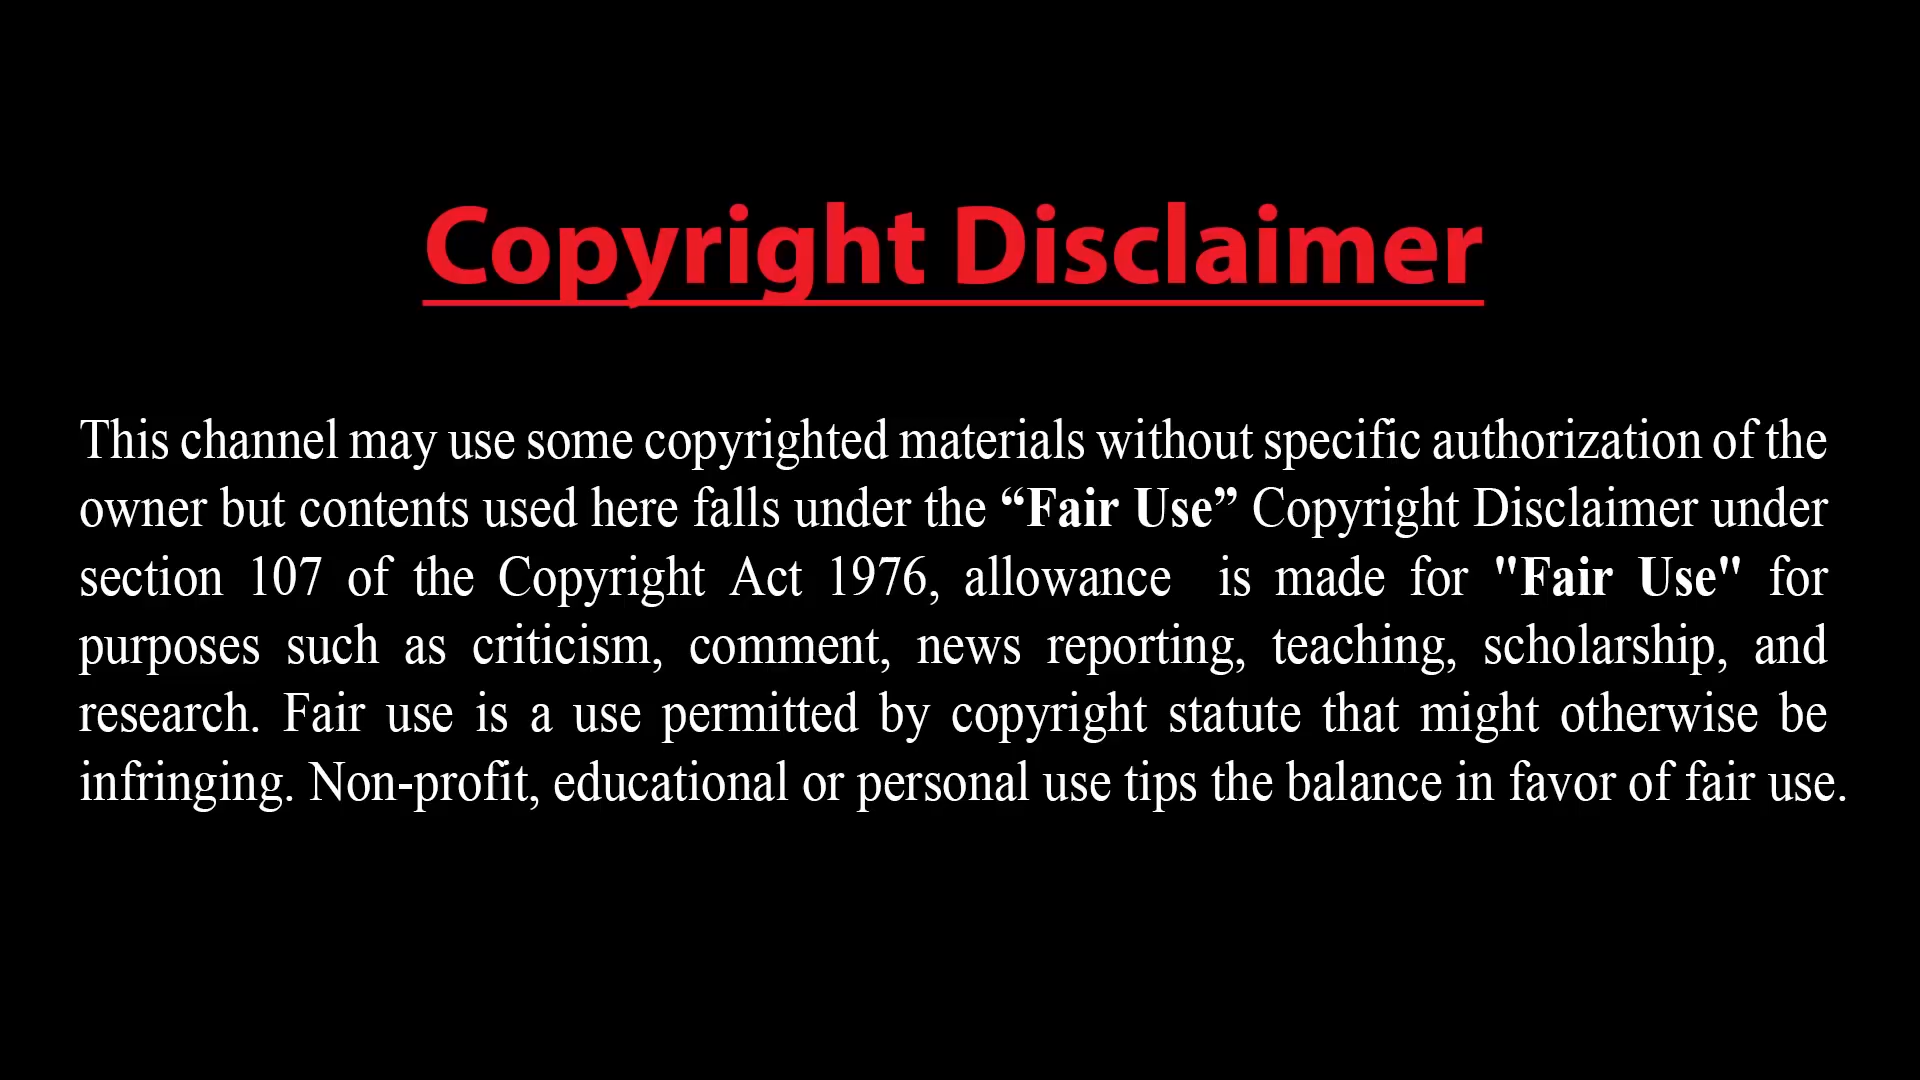 Copyright Disclaimer
This channel may use some copyrighted materials without specific authorization of the
owner but contents used here falls under the “Fair Use” Copyright Disclaimer under
section 107 of the Copyright Act 1976, allowance is made for "Fair Use" for
purposes such as criticism, comment, news reporting, teaching, scholarship, and
research. Fair use is a use permitted by copyright statute that might otherwise be
infringing. Non-profit, educational or personal use tips the balance in favor of fair use.